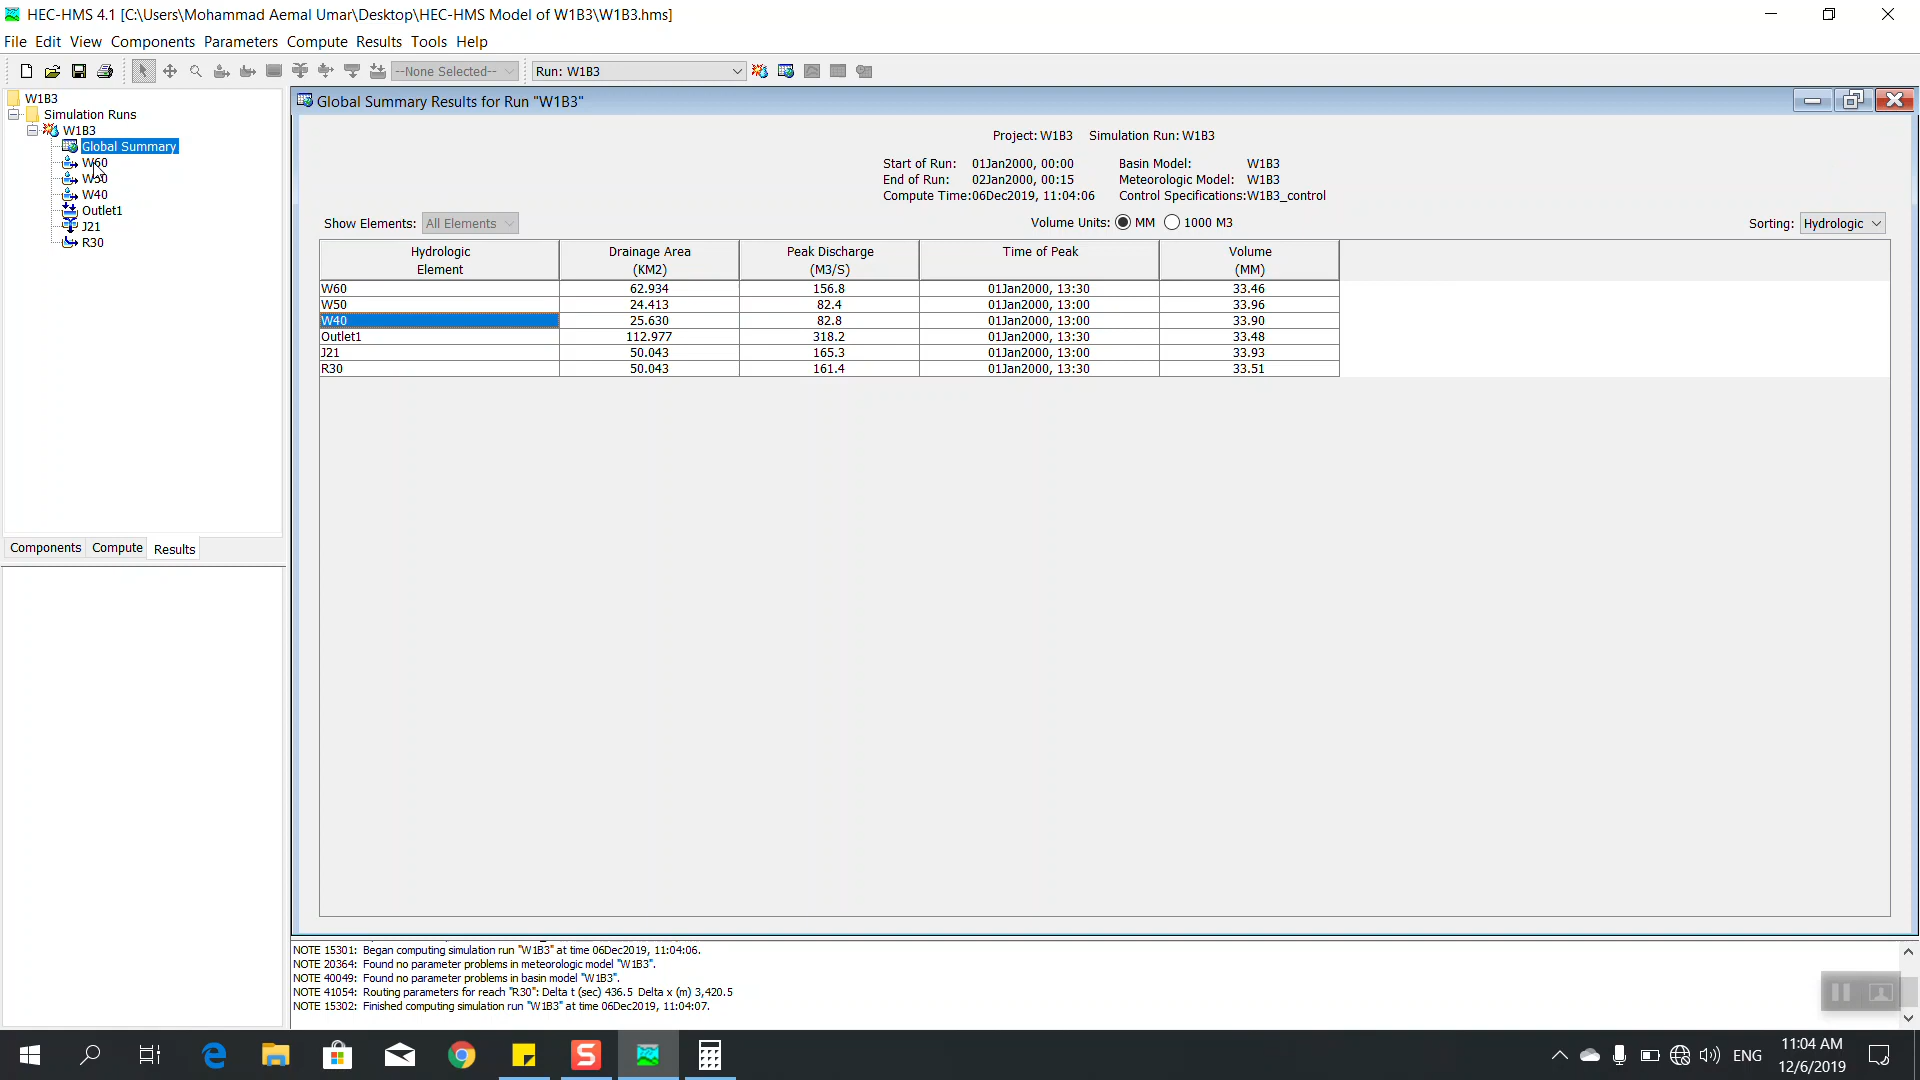 HEC-HMS 4.1 [C:\Users\Mohammad Aemal Umar\Desktop\HEC-HMS Model of W1B3\W1B3.hms]
File Edit View Components Parameters Compute Results Tools Help
--None Selected-- Run: W1B3
W1B3
Simulation Runs
W1B3
Global Summary
W60
W50
W40
Outlet1
J21
R30
Components Compute Results
Global Summary Results for Run "W1B3"
Project: W1B3 Simulation Run: W1B3
Start of Run: 01Jan2000, 00:00 Basin Model: W1B3
End of Run: 02Jan2000, 00:15 Meteorologic Model: W1B3
Compute Time:06Dec2019, 11:04:06 Control Specifications:W1B3_control
Show Elements: All Elements Volume Units: MM 1000 M3 Sorting: Hydrologic
Hydrologic Drainage Area Peak Discharge Time of Peak Volume
Element (KM2) (M3/S) (MM)
W60 62.934 156.8 01Jan2000, 13:30 33.46
W50 24.413 82.4 01Jan2000, 13:00 33.96
W40 25.630 82.8 01Jan2000, 13:00 33.90
Outlet1 112.977 318.2 01Jan2000, 13:30 33.48
J21 50.043 165.3 01Jan2000, 13:00 33.93
R30 50.043 161.4 01Jan2000, 13:30 33.51
NOTE 15301: Began computing simulation run "W1B3" at time 06Dec2019, 11:04:06.
NOTE 20364: Found no parameter problems in meteorologic model "W1B3".
NOTE 40049: Found no parameter problems in basin model "W1B3".
NOTE 41054: Routing parameters for reach "R30": Delta t (sec) 436.5 Delta x (m) 3,420.5
NOTE 15302: Finished computing simulation run "W1B3" at time 06Dec2019, 11:04:07.
ENG
11:04 AM
12/6/2019